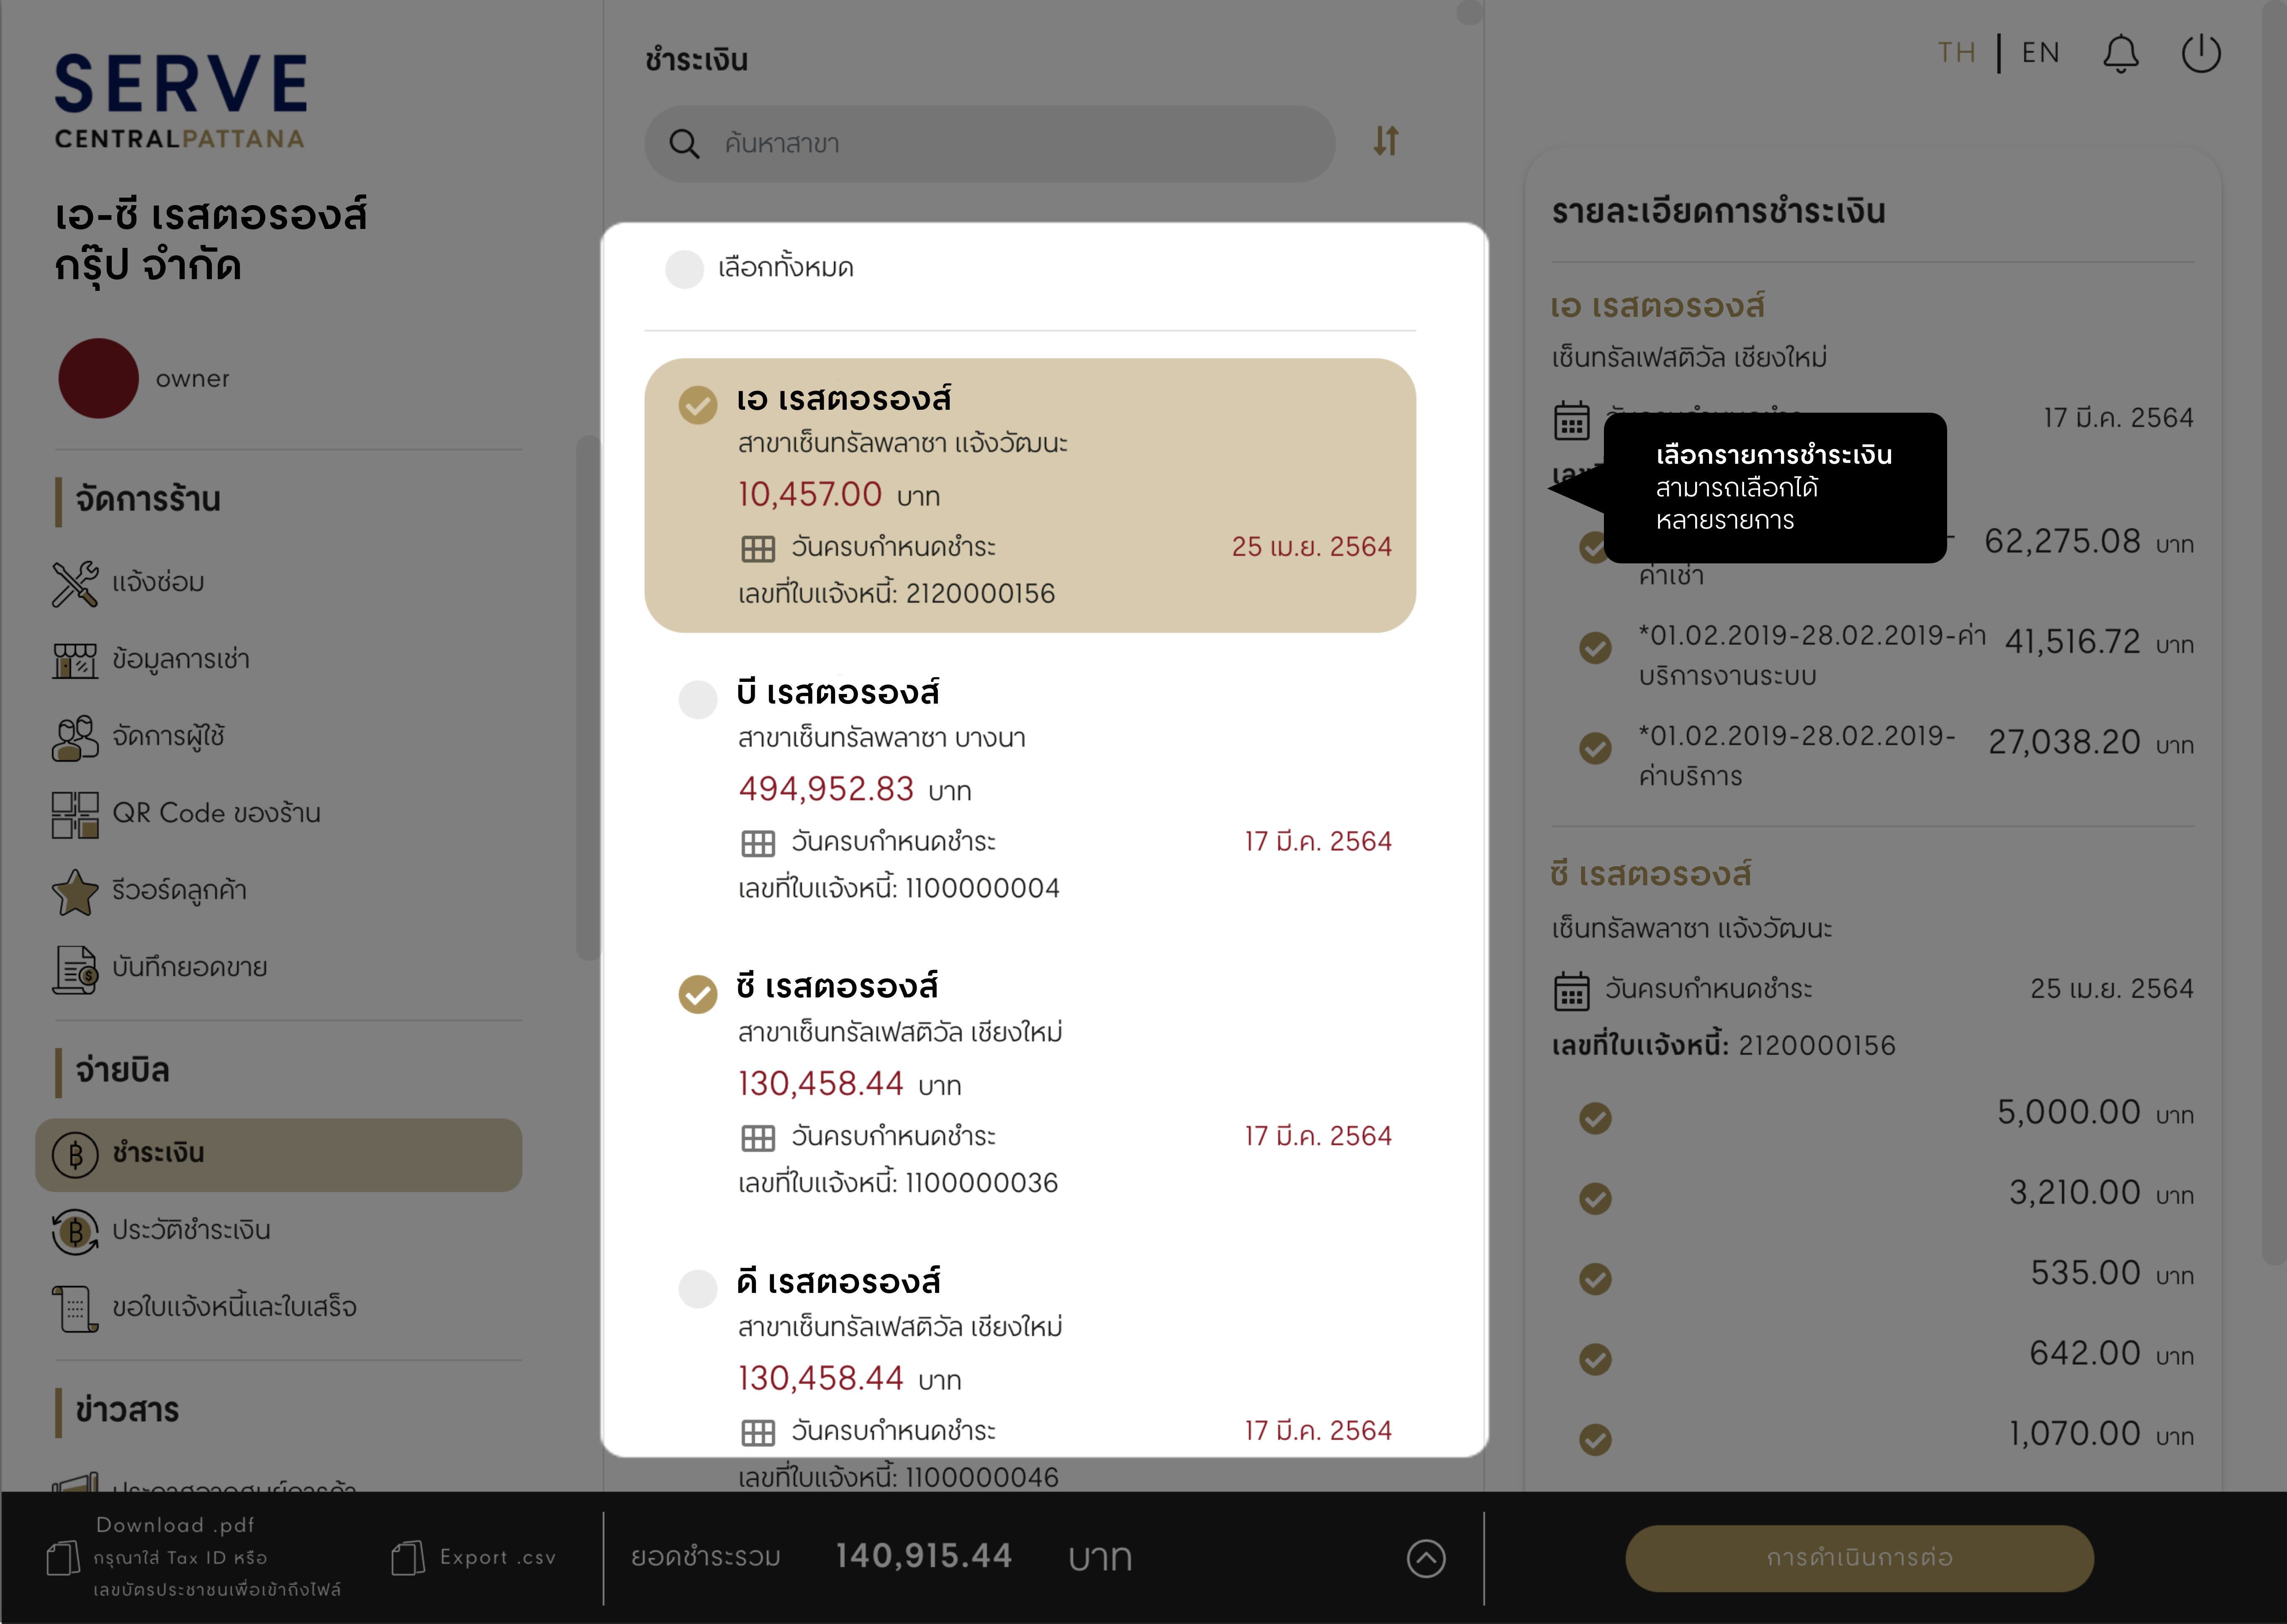 SERVE
CENTRALPATTANA
เอ-ซี เรสตอรองส์
กรุ๊ป จำกัด
owner
จัดการร้าน
แจ้งซ่อม
ข้อมูลการเช่า
จัดการผู้ใช้
QR Code ของร้าน
รีวอร์ดลูกค้า
บันทึกยอดขาย
จ่ายบิล
ชำระเงิน
ประวัติชำระเงิน
ขอใบแจ้งหนี้และใบเสร็จ
ข่าวสาร
ชำระเงิน
ค้นหาสาขา
เลือกทั้งหมด
เอ เรสตอรองส์
สาขาเซ็นทรัลพลาซา แจ้งวัฒนะ
10,457.00 บาท
วันครบกำหนดชำระ 25 เม.ย. 2564
เลขที่ใบแจ้งหนี้: 2120000156
บี เรสตอรองส์
สาขาเซ็นทรัลพลาซา บางนา
494,952.83 บาท
วันครบกำหนดชำระ 17 มี.ค. 2564
เลขที่ใบแจ้งหนี้: 1100000004
ซี เรสตอรองส์
สาขาเซ็นทรัลเฟสติวัล เชียงใหม่
130,458.44 บาท
วันครบกำหนดชำระ 17 มี.ค. 2564
เลขที่ใบแจ้งหนี้: 1100000036
ดี เรสตอรองส์
สาขาเซ็นทรัลเฟสติวัล เชียงใหม่
130,458.44 บาท
วันครบกำหนดชำระ 17 มี.ค. 2564
เลขที่ใบแจ้งหนี้: 1100000046
TH | EN
รายละเอียดการชำระเงิน
เอ เรสตอรองส์
เซ็นทรัลเฟสติวัล เชียงใหม่
17 มี.ค. 2564
เลือกรายการชำระเงิน
สามารถเลือกได้
หลายรายการ
62,275.08 บาท
ค่าเช่า
*01.02.2019-28.02.2019-ค่า 41,516.72 บาท
บริการงานระบบ
*01.02.2019-28.02.2019- 27,038.20 บาท
ค่าบริการ
ซี เรสตอรองส์
เซ็นทรัลพลาซา แจ้งวัฒนะ
วันครบกำหนดชำระ 25 เม.ย. 2564
เลขที่ใบแจ้งหนี้: 2120000156
5,000.00 บาท
3,210.00 บาท
535.00 บาท
642.00 บาท
1,070.00 บาท
Download .pdf
กรุณาใส่ Tax ID หรือ
เลขบัตรประชาชนเพื่อเข้าถึงไฟล์
Export .csv
ยอดชำระรวม 140,915.44 บาท
การดำเนินการต่อ